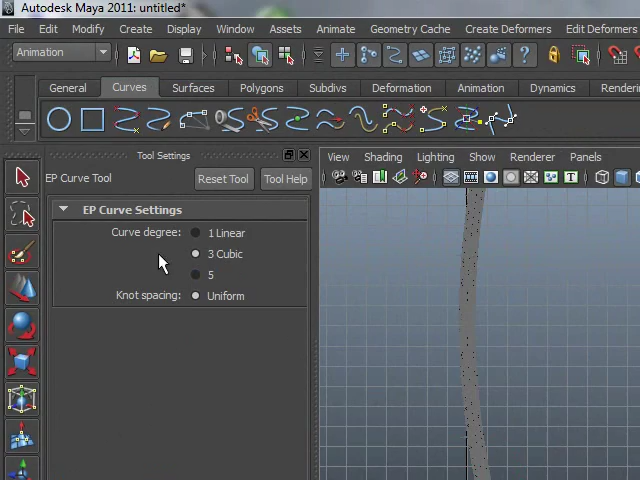 Autodesk Maya 2011: untitled*
File Edit Modify Create Display Window Assets Animate Create Deformers Edit Deformers
Animation
General Curves Surfaces Polygons Subdivs Deformation Animation Dynamics
Tool Settings
View Shading Lighting Show Renderer Panels
EP Curve Tool Reset Tool Tool Help
EP Curve Settings
Curve degree: 1 Linear
3 Cubic
5
Knot spacing: Uniform